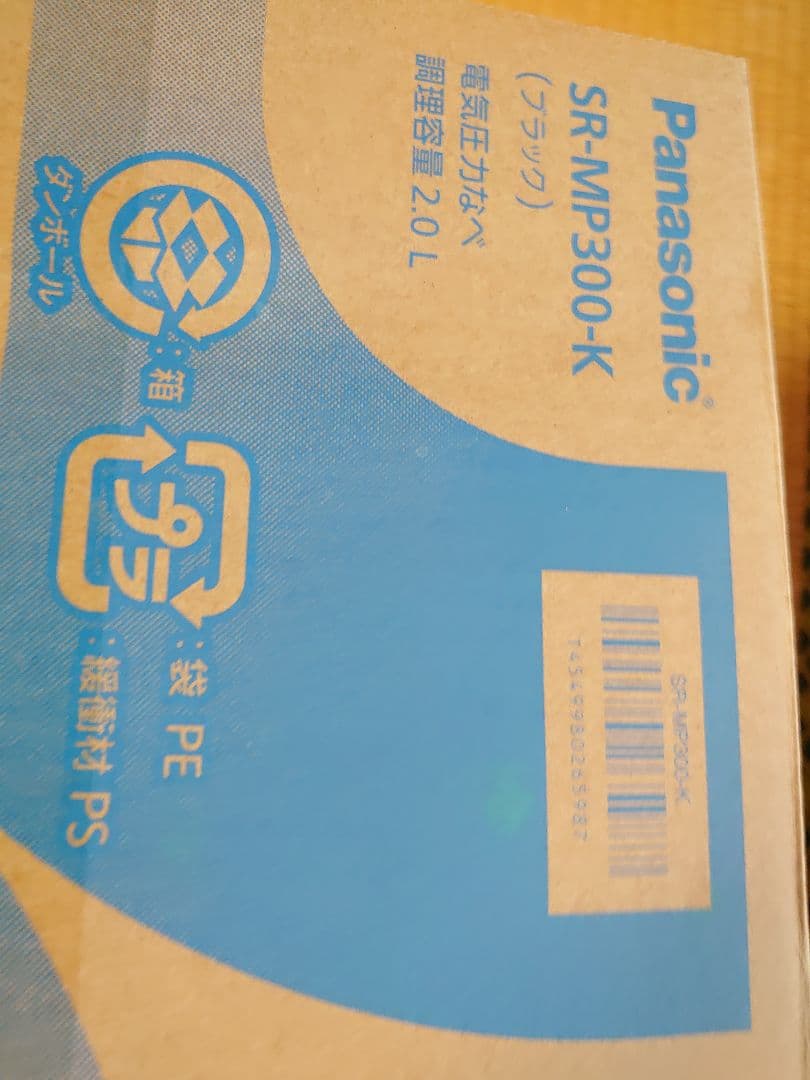 Panasonic®
SR-MP300-K
(ブラック)
電気圧力なべ
調理容量 2.0 L
SR-MP300-K
T4549980265987
:箱
ダンボール
プラ
:袋 PE
:緩衝材 PS